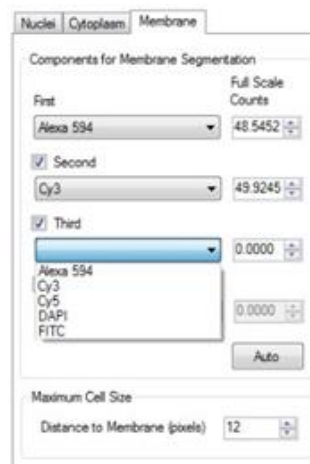 Nuclei Cytoplasm Membrane
Components for Membrane Segmentation
Full Scale
First Counts
Alexa 594 48.5452
Second
Cy3 49.9245
Third
0.0000
Alexa 594
Cy3
Cy5
DAPI
FITC
0.0000
Auto
Maximum Cell Size
Distance to Membrane (pixels) 12